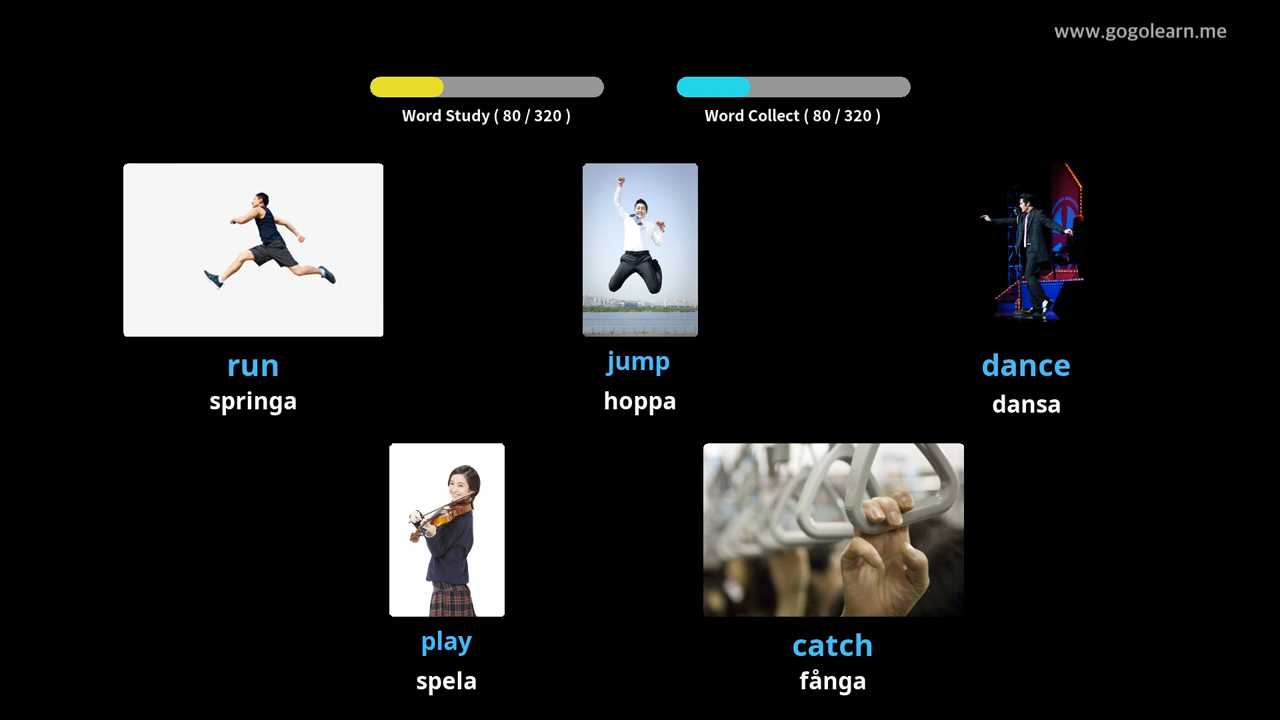 www.gogolearn.me
Word Study ( 80 / 320 )
Word Collect ( 80 / 320 )
run
springa
jump
hoppa
dance
dansa
play
spela
catch
fånga